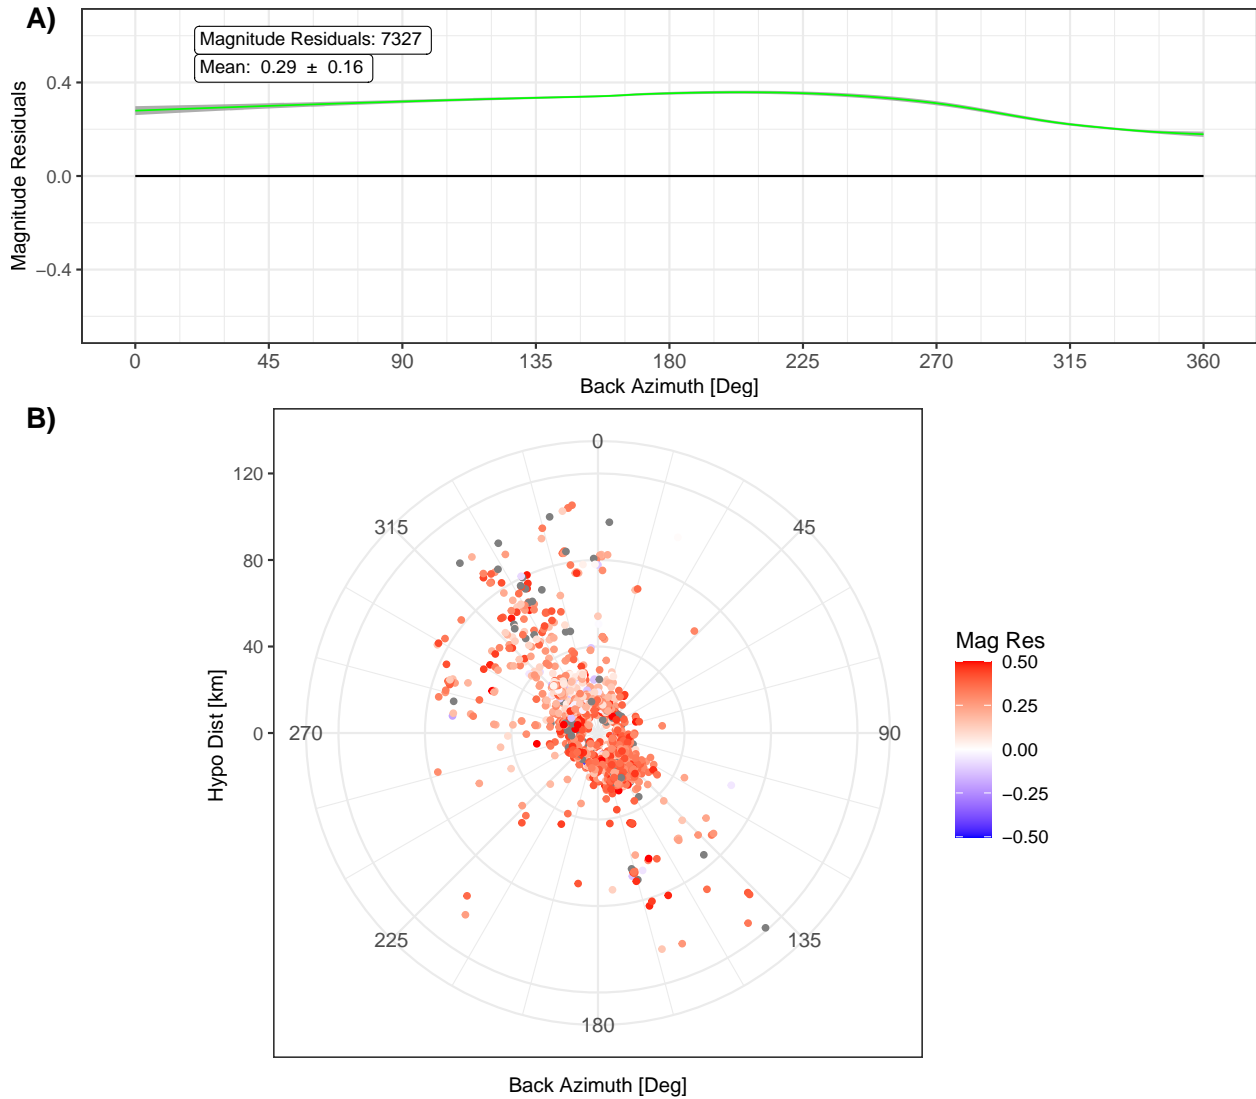 A)
Magnitude Residuals: 7327
Mean:  0.29  ±  0.16
Magnitude Residuals
0.4
0.0
−0.4
0 45 90 135 180 225 270 315 360
Back Azimuth [Deg]
B)
Hypo Dist [km]
120
80
40
0
0
45
90
135
180
225
270
315
Back Azimuth [Deg]
Mag Res
0.50
0.25
0.00
−0.25
−0.50